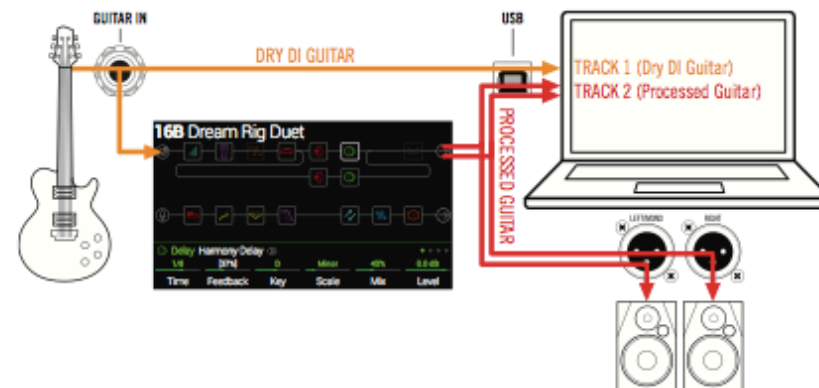 GUITAR IN
USB
DRY DI GUITAR
TRACK 1 (Dry DI Guitar)
TRACK 2 (Processed Guitar)
16B Dream Rig Duet
PROCESSED GUITAR
LEFT/MONO
RIGHT
Delay Harmony Delay
1/8 [37%] D Minor 40% 0.0 dB
Time Feedback Key Scale Mix Level